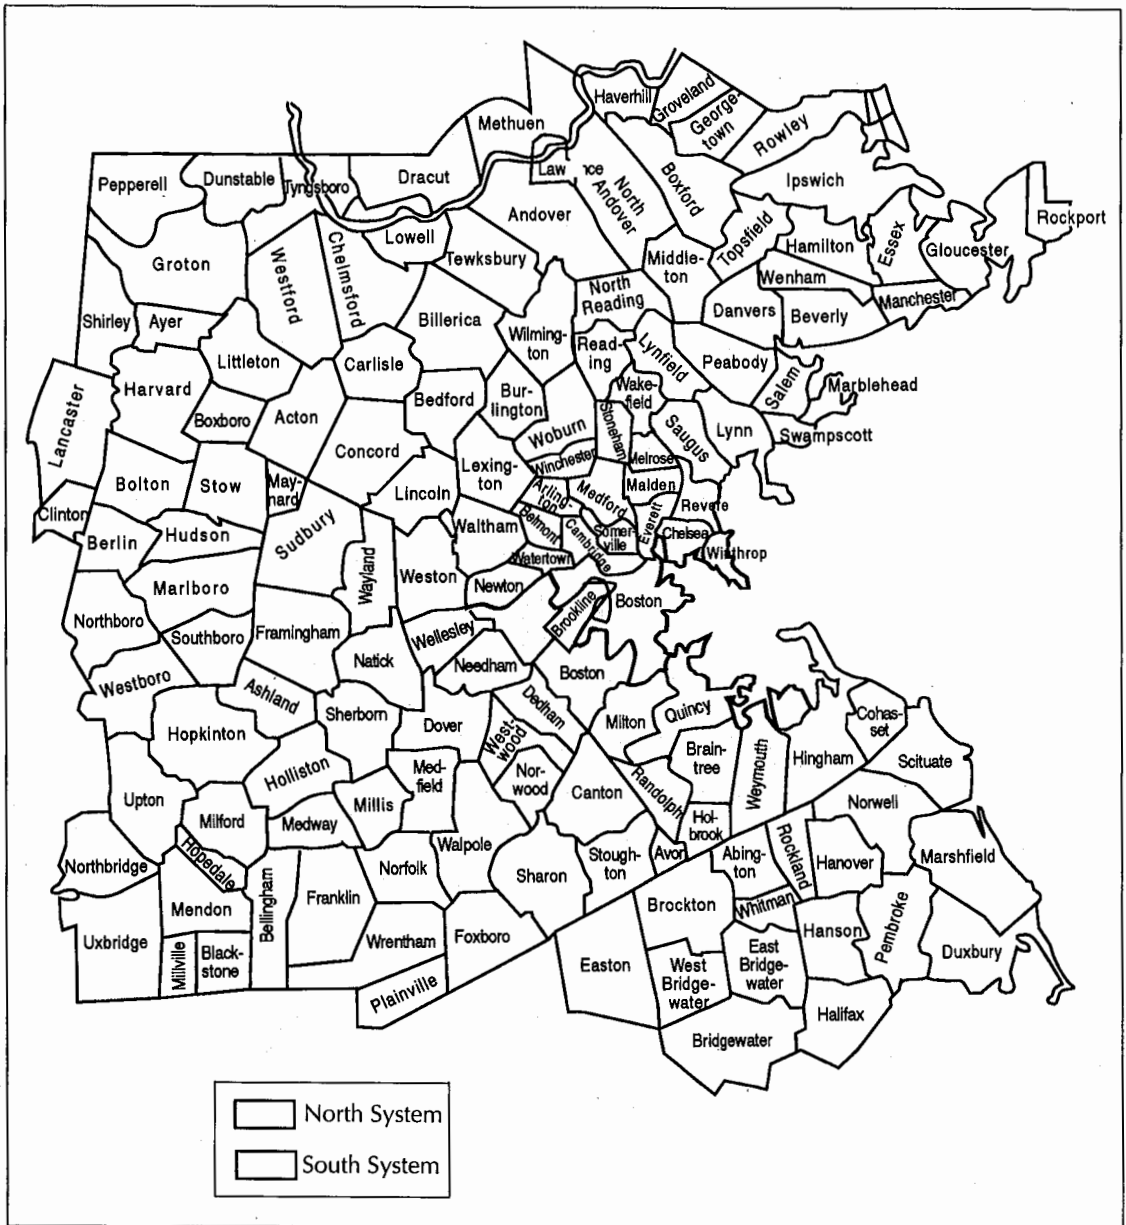 Haverhill
Groveland
George-
town
Rowley
Methuen
Law   nce
North
Andover
Boxford
Ipswich
Pepperell
Dunstable
Tyngsboro
Dracut
Andover
Rockport
Topsfield
Hamilton
Essex
Gloucester
Lowell
Tewksbury
Middle-
ton
Wenham
Groton
Westford
Chelmsford
North
Reading
Danvers
Beverly
Manchester
Shirley
Ayer
Billerica
Wilming-
ton
Read-
ing
Lynfield
Peabody
Salem
Marblehead
Littleton
Carlisle
Harvard
Bedford
Bur-
lington
Wake-
field
Lancaster
Boxboro
Acton
Woburn
Stoneham
Saugus
Lynn
Swampscott
Concord
Winchester
Melrose
Bolton
Stow
May-
nard
Lincoln
Lexing-
ton
Arling-
ton
Medford
Malden
Revere
Clinton
Hudson
Sudbury
Waltham
Belmont
Cambridge
Somer-
ville
Everett
Chelsea
Winthrop
Berlin
Watertown
Marlboro
Wayland
Weston
Newton
Brookline
Boston
Northboro
Southboro
Framingham
Wellesley
Natick
Needham
Boston
Westboro
Ashland
Sherborn
Dover
Dedham
Milton
Quincy
Cohas-
set
Hopkinton
West-
wood
Brain-
tree
Weymouth
Hingham
Scituate
Holliston
Med-
field
Nor-
wood
Canton
Randolph
Upton
Milford
Medway
Millis
Hol-
brook
Norwell
Hopedale
Walpole
Northbridge
Norfolk
Sharon
Stough-
ton
Avon
Abing-
ton
Rockland
Hanover
Marshfield
Mendon
Bellingham
Franklin
Brockton
Whitman
Hanson
Pembroke
Uxbridge
Millville
Black-
stone
Wrentham
Foxboro
Easton
West
Bridge-
water
East
Bridge-
water
Duxbury
Plainville
Bridgewater
Halifax
North System
South System